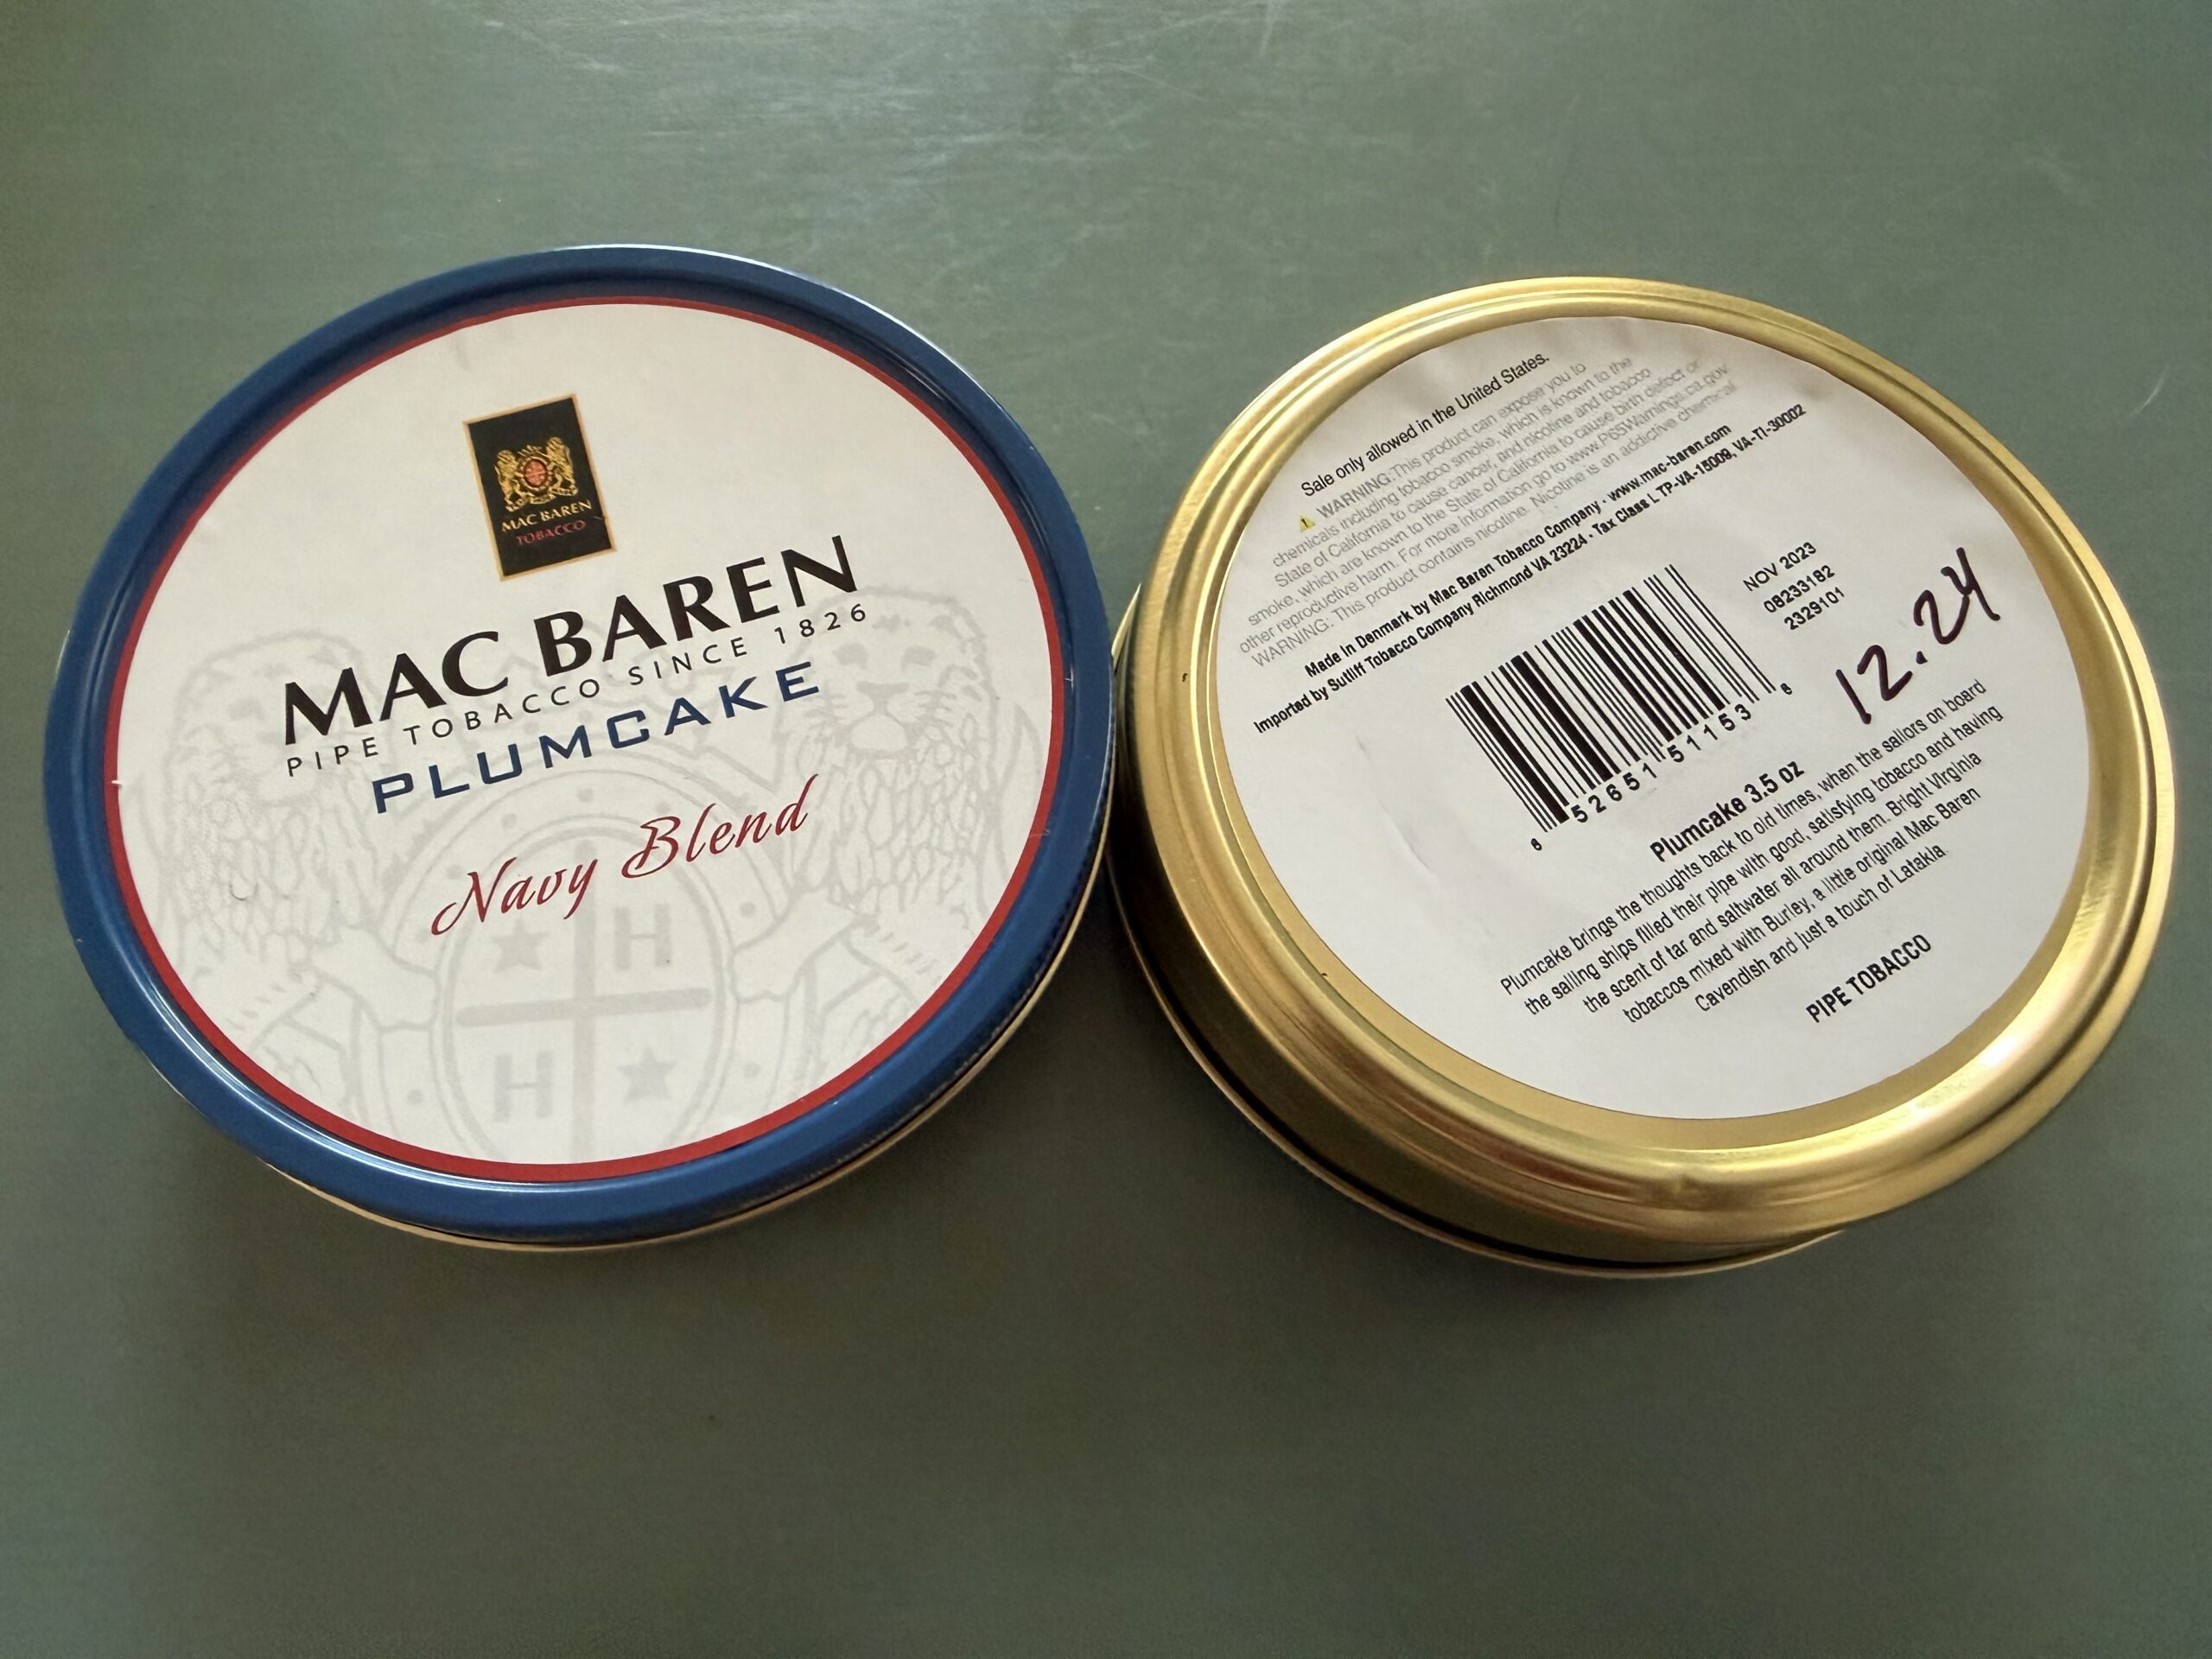 MAC BAREN
TOBACCO
MAC BAREN
PIPE TOBACCO SINCE 1826
PLUMCAKE
Navy Blend
H
H
Sale only allowed in the United States.
WARNING: This product can expose you to
chemicals including tobacco smoke, which is known to the
State of California to cause cancer, and nicotine and tobacco
smoke, which are known to the State of California to cause birth defect or
other reproductive harm. For more information go to www.P65Warnings.ca.gov
WARNING: This product contains nicotine. Nicotine is an addictive chemical
Made in Denmark by Mac Baren Tobacco Company · www.mac-baren.com
Imported by Sutliff Tobacco Company Richmond VA 23224 · Tax Class L TP-VA-15009, VA-TI-30002
NOV 2023
08233182
2329101
12.24
6 52651 51153 6
Plumcake 3.5 oz
Plumcake brings the thoughts back to old times, when the sailors on board
the sailing ships filled their pipe with good, satisfying tobacco and having
the scent of tar and saltwater all around them. Bright Virginia
tobaccos mixed with Burley, a little original Mac Baren
Cavendish and just a touch of Latakia.
PIPE TOBACCO